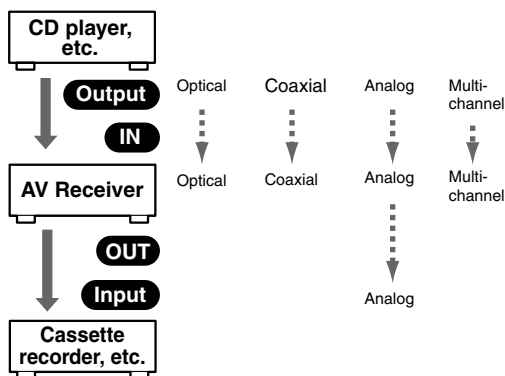 CD player,
etc.
Output
Optical
Coaxial
Analog
Multi-
channel
IN
AV Receiver
Optical
Coaxial
Analog
Multi-
channel
OUT
Input
Analog
Cassette
recorder, etc.